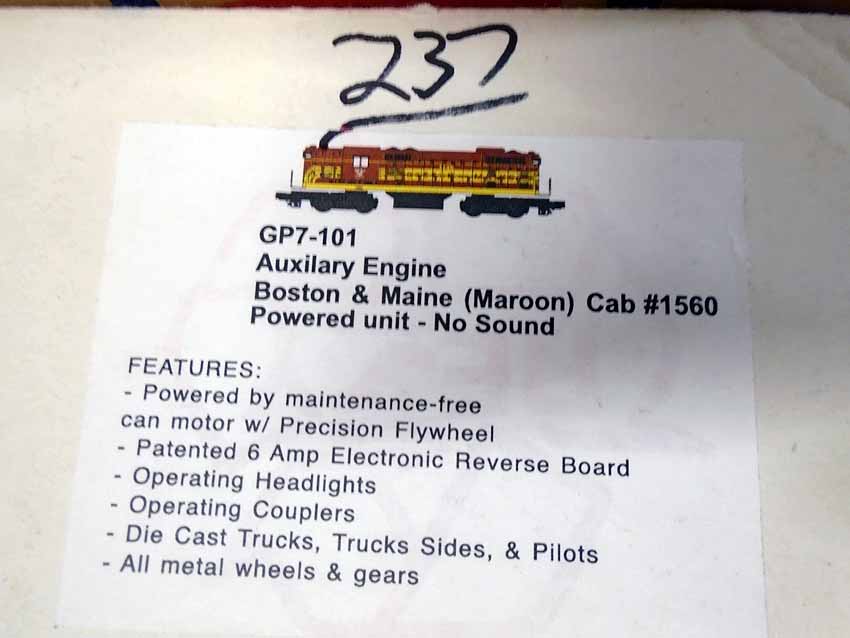 237
GP7-101
Auxilary Engine
Boston & Maine (Maroon) Cab #1560
Powered unit - No Sound
FEATURES:
- Powered by maintenance-free
can motor w/ Precision Flywheel
- Patented 6 Amp Electronic Reverse Board
- Operating Headlights
- Operating Couplers
- Die Cast Trucks, Trucks Sides, & Pilots
- All metal wheels & gears